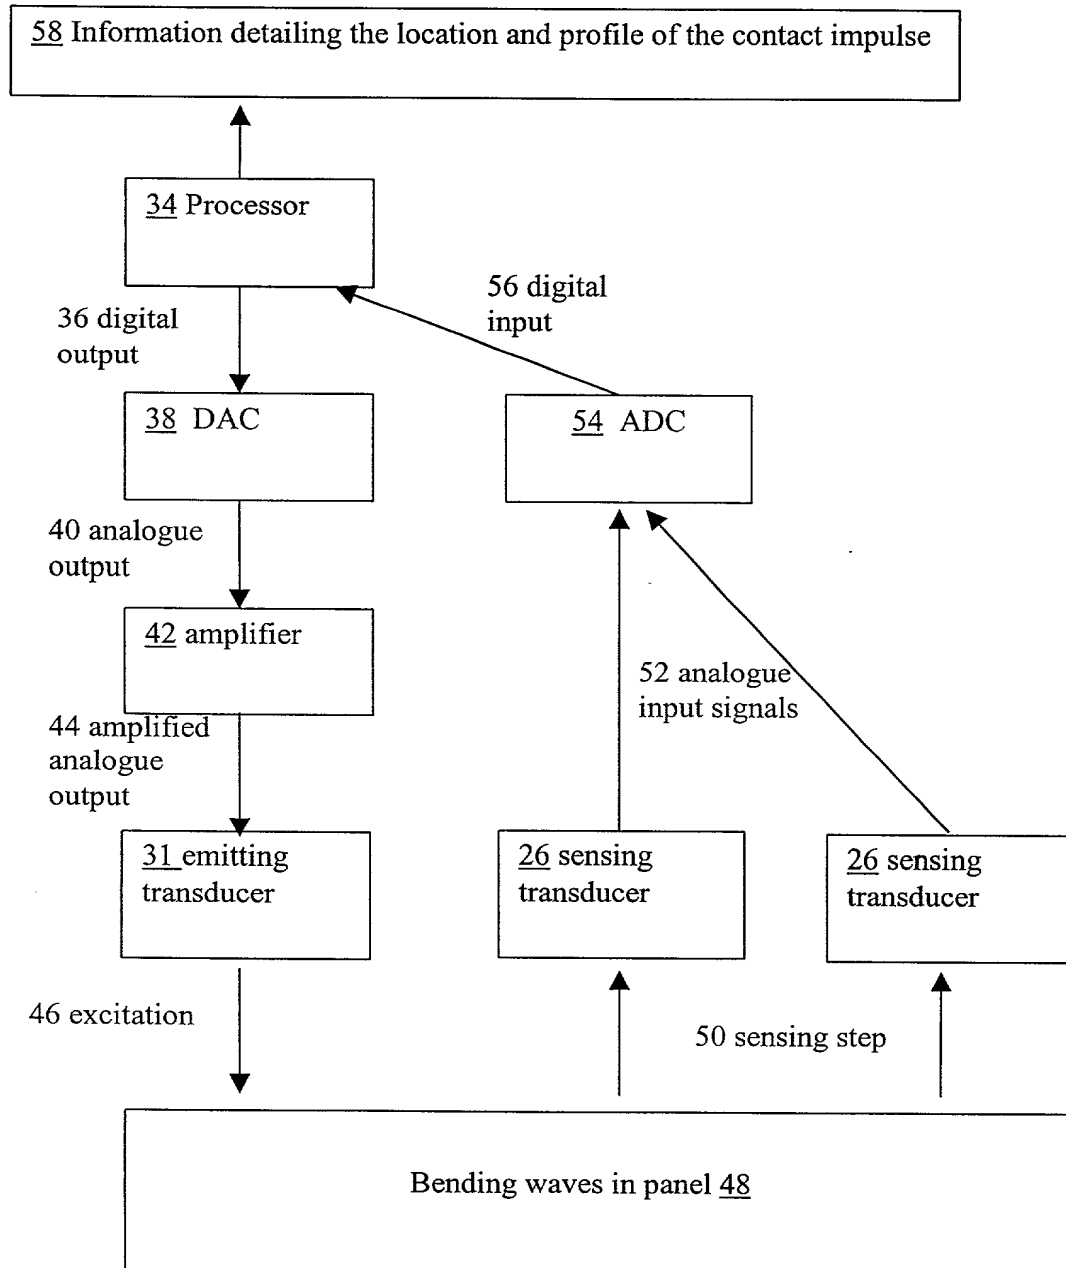 58 Information detailing the location and profile of the contact impulse
34 Processor
56 digital
input
36 digital
output
38 DAC
54 ADC
40 analogue
output
42 amplifier
52 analogue
input signals
44 amplified
analogue
output
31 emitting
transducer
26 sensing
transducer
26 sensing
transducer
46 excitation
50 sensing step
Bending waves in panel 48